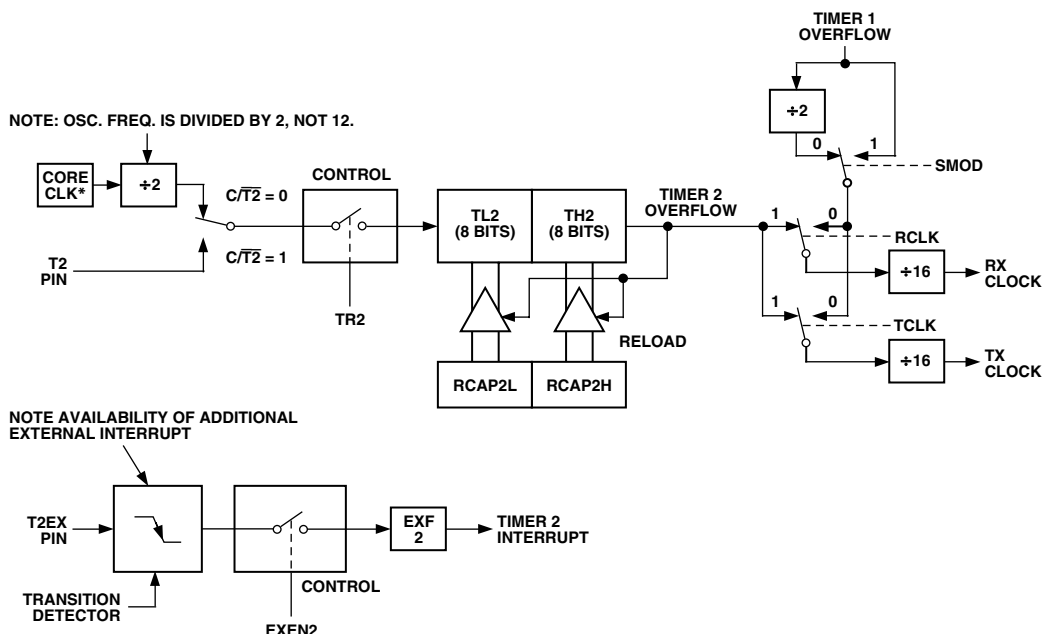 TIMER 1
OVERFLOW
÷2
NOTE: OSC. FREQ. IS DIVIDED BY 2, NOT 12.
0
1
SMOD
CORE
CLK*
÷2
C/T2 = 0
CONTROL
TL2
(8 BITS)
TH2
(8 BITS)
TIMER 2
OVERFLOW
1
0
RCLK
C/T2 = 1
T2
PIN
÷16
RX
CLOCK
TR2
1
0
TCLK
RELOAD
÷16
TX
CLOCK
RCAP2L
RCAP2H
NOTE AVAILABILITY OF ADDITIONAL
EXTERNAL INTERRUPT
T2EX
PIN
EXF
2
TIMER 2
INTERRUPT
CONTROL
TRANSITION
DETECTOR
EXEN2